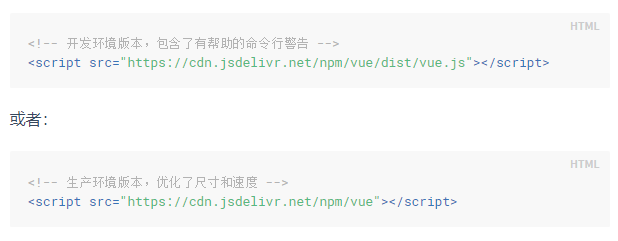 HTML
<!-- 开发环境版本，包含了有帮助的命令行警告 -->
<script src="https://cdn.jsdelivr.net/npm/vue/dist/vue.js"></script>
或者：
HTML
<!-- 生产环境版本，优化了尺寸和速度 -->
<script src="https://cdn.jsdelivr.net/npm/vue"></script>